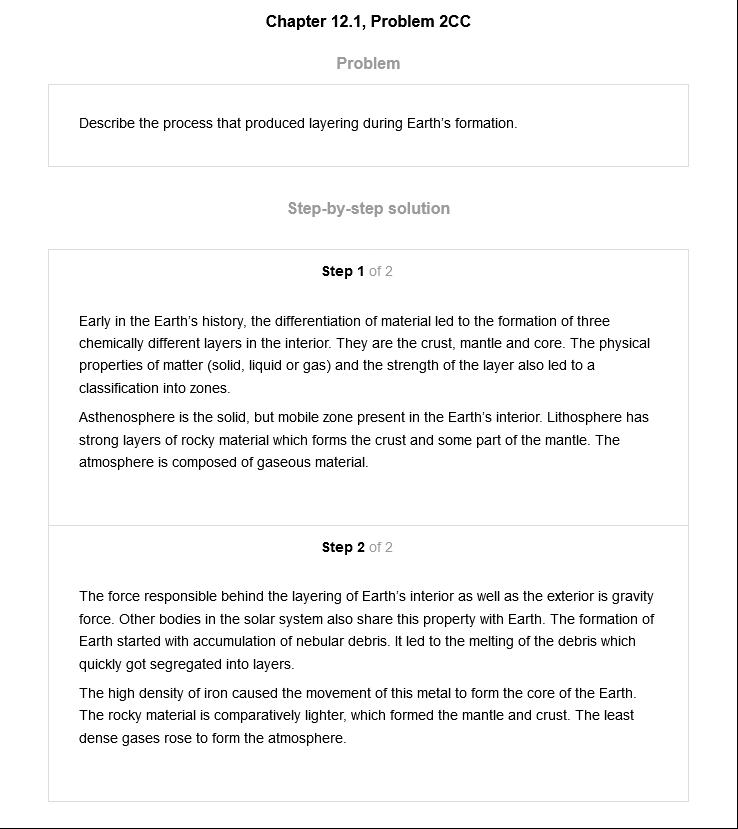 Chapter 12.1, Problem 2CC
Problem
Describe the process that produced layering during Earth's formation.
Step-by-step solution
Step 1 of 2
Early in the Earth's history, the differentiation of material led to the formation of three
chemically different layers in the interior. They are the crust, mantle and core. The physical
properties of matter (solid, liquid or gas) and the strength of the layer also led to a
classification into zones.
Asthenosphere is the solid, but mobile zone present in the Earth's interior. Lithosphere has
strong layers of rocky material which forms the crust and some part of the mantle. The
atmosphere is composed of gaseous material.
Step 2 of 2
The force responsible behind the layering of Earth's interior as well as the exterior is gravity
force. Other bodies in the solar system also share this property with Earth. The formation of
Earth started with accumulation of nebular debris. It led to the melting of the debris which
quickly got segregated into layers.
The high density of iron caused the movement of this metal to form the core of the Earth.
The rocky material is comparatively lighter, which formed the mantle and crust. The least
dense gases rose to form the atmosphere.